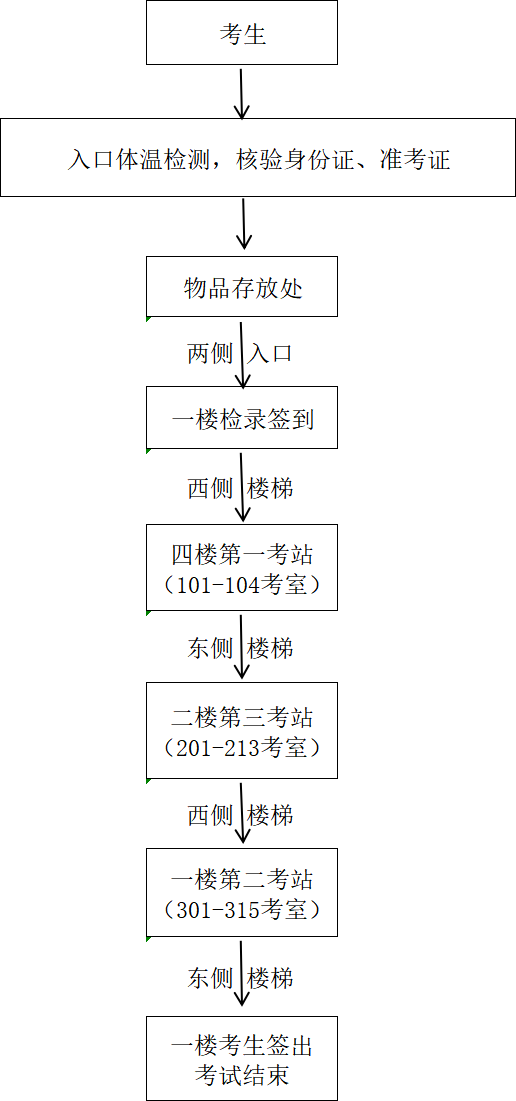 考生
入口体温检测，核验身份证、准考证
物品存放处
两侧 入口
一楼检录签到
西侧 楼梯
四楼第一考站
（101-104考室）
东侧 楼梯
二楼第三考站
（201-213考室）
西侧 楼梯
一楼第二考站
（301-315考室）
东侧 楼梯
一楼考生签出
考试结束